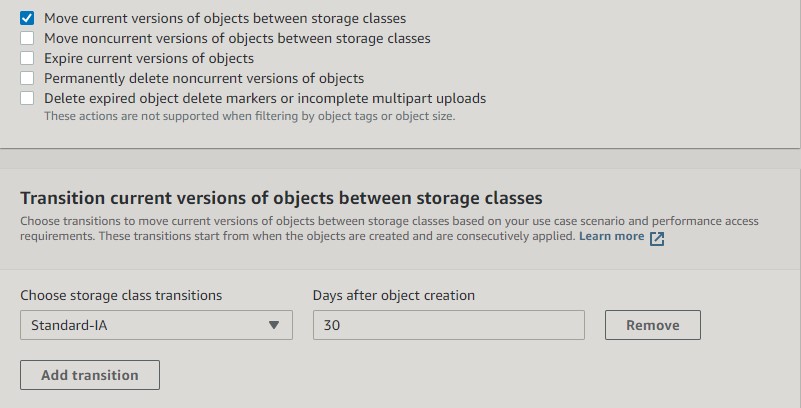 Move current versions of objects between storage classes
Move noncurrent versions of objects between storage classes
Expire current versions of objects
Permanently delete noncurrent versions of objects
Delete expired object delete markers or incomplete multipart uploads
These actions are not supported when filtering by object tags or object size.
Transition current versions of objects between storage classes
Choose transitions to move current versions of objects between storage classes based on your use case scenario and performance access
requirements. These transitions start from when the objects are created and are consecutively applied. Learn more
Choose storage class transitions
Days after object creation
Standard-IA
30
Remove
Add transition